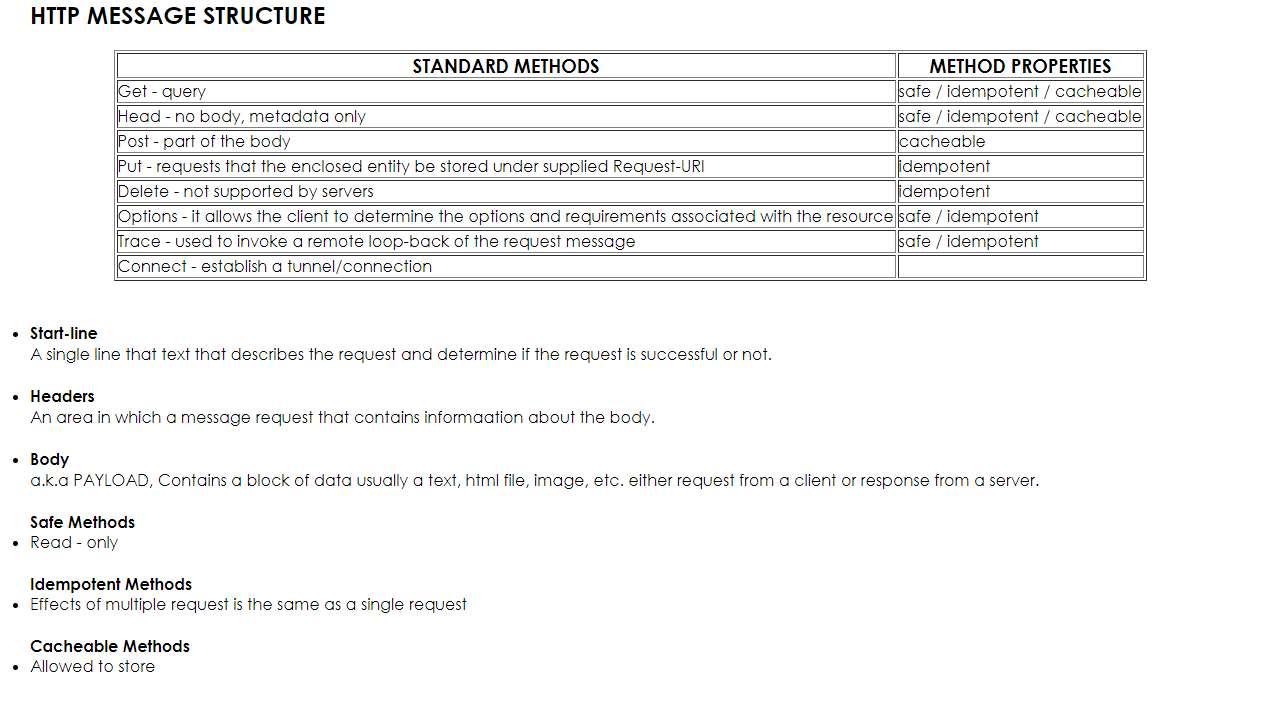 HTTP MESSAGE STRUCTURE
STANDARD METHODS METHOD PROPERTIES
Get - query safe / idempotent / cacheable
Head - no body, metadata only safe / idempotent / cacheable
Post - part of the body cacheable
Put - requests that the enclosed entity be stored under supplied Request-URI idempotent
Delete - not supported by servers idempotent
Options - it allows the client to determine the options and requirements associated with the resource safe / idempotent
Trace - used to invoke a remote loop-back of the request message safe / idempotent
Connect - establish a tunnel/connection
• Start-line
A single line that text that describes the request and determine if the request is successful or not.
• Headers
An area in which a message request that contains informaation about the body.
• Body
a.k.a PAYLOAD, Contains a block of data usually a text, html file, image, etc. either request from a client or response from a server.
Safe Methods
• Read - only
Idempotent Methods
• Effects of multiple request is the same as a single request
Cacheable Methods
• Allowed to store